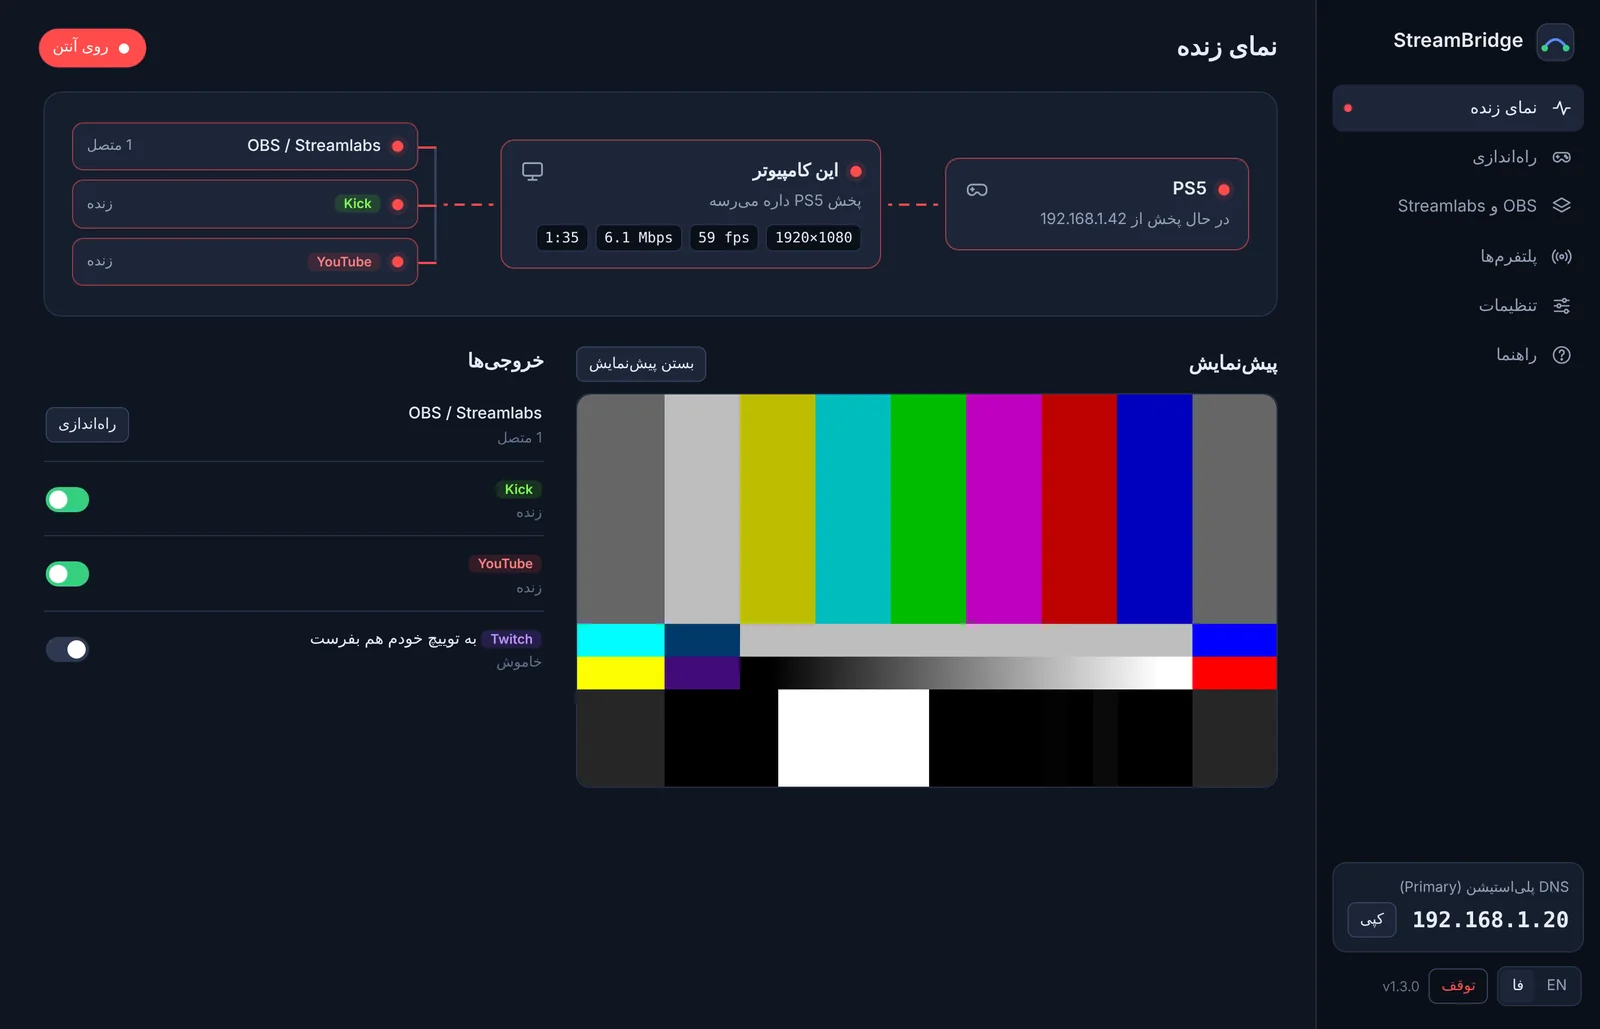 StreamBridge
نمای زنده
راه‌اندازی
OBS و Streamlabs
پلتفرم‌ها
تنظیمات
راهنما
DNS پلی‌استیشن (Primary)
192.168.1.20
کپی
EN
فا
توقف
v1.3.0
نمای زنده
روی آنتن
PS5
در حال پخش از 192.168.1.42
این کامپیوتر
پخش PS5 داره می‌رسه
1920×1080
59 fps
6.1 Mbps
1:35
OBS / Streamlabs
1 متصل
Kick
زنده
YouTube
زنده
پیش‌نمایش
بستن پیش‌نمایش
خروجی‌ها
OBS / Streamlabs
1 متصل
راه‌اندازی
Kick
زنده
YouTube
زنده
Twitch به توییچ خودم هم بفرست
خاموش